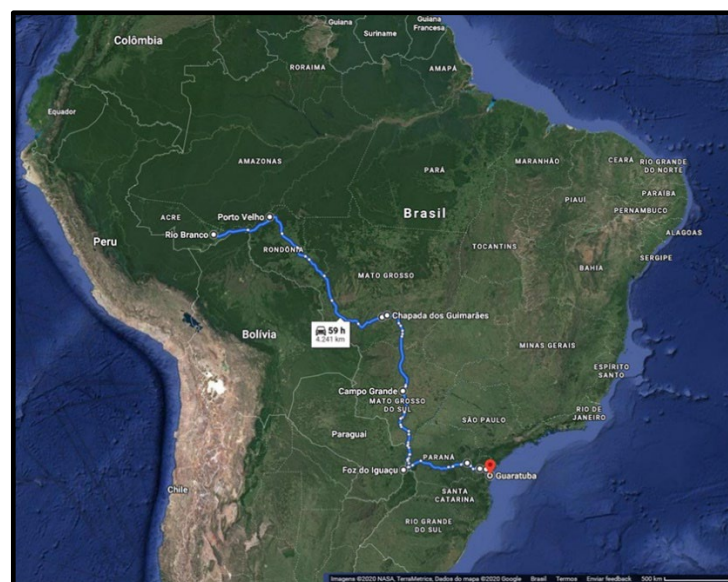 Colômbia
Guiana
Suriname
Guiana
Francesa
RORAIMA
AMAPÁ
Equador
AMAZONAS
PARÁ
MARANHÃO
CEARÁ
RIO GRANDE
DO NORTE
PARAÍBA
PIAUÍ
PERNAMBUCO
ALAGOAS
SERGIPE
ACRE
Porto Velho
Brasil
Rio Branco
Peru
RONDÔNIA
TOCANTINS
BAHIA
MATO GROSSO
Chapada dos Guimarães
59 h
4.241 km
Bolívia
MINAS GERAIS
ESPÍRITO
SANTO
Campo Grande
MATO GROSSO
DO SUL
SÃO PAULO
RIO DE
JANEIRO
Paraguai
PARANÁ
Foz do Iguaçu
Guaratuba
Chile
SANTA
CATARINA
RIO GRANDE
DO SUL
Imagens ©2020 NASA, TerraMetrics, Dados do mapa ©2020 Google Brasil Termos Enviar feedback 500 km